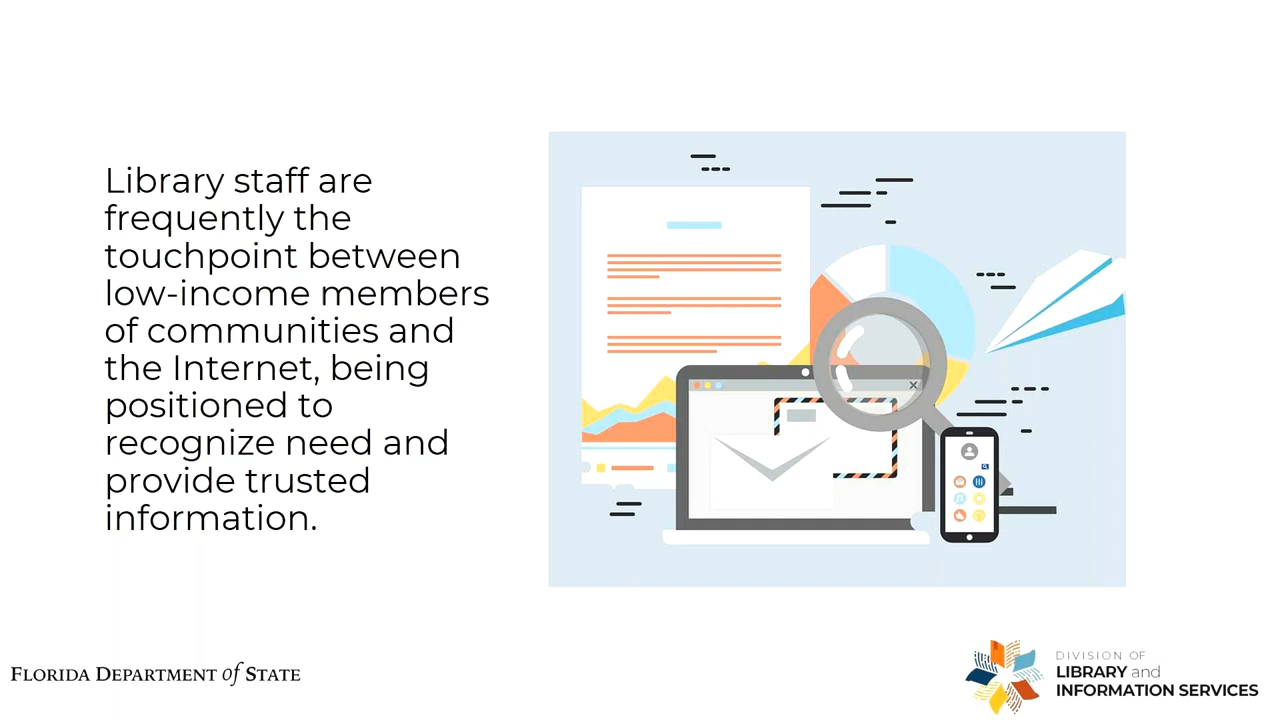 Library staff are
frequently the
touchpoint between
low-income members
of communities and
the Internet, being
positioned to
recognize need and
provide trusted
information.
FLORIDA DEPARTMENT of STATE
DIVISION OF
LIBRARY and
INFORMATION SERVICES